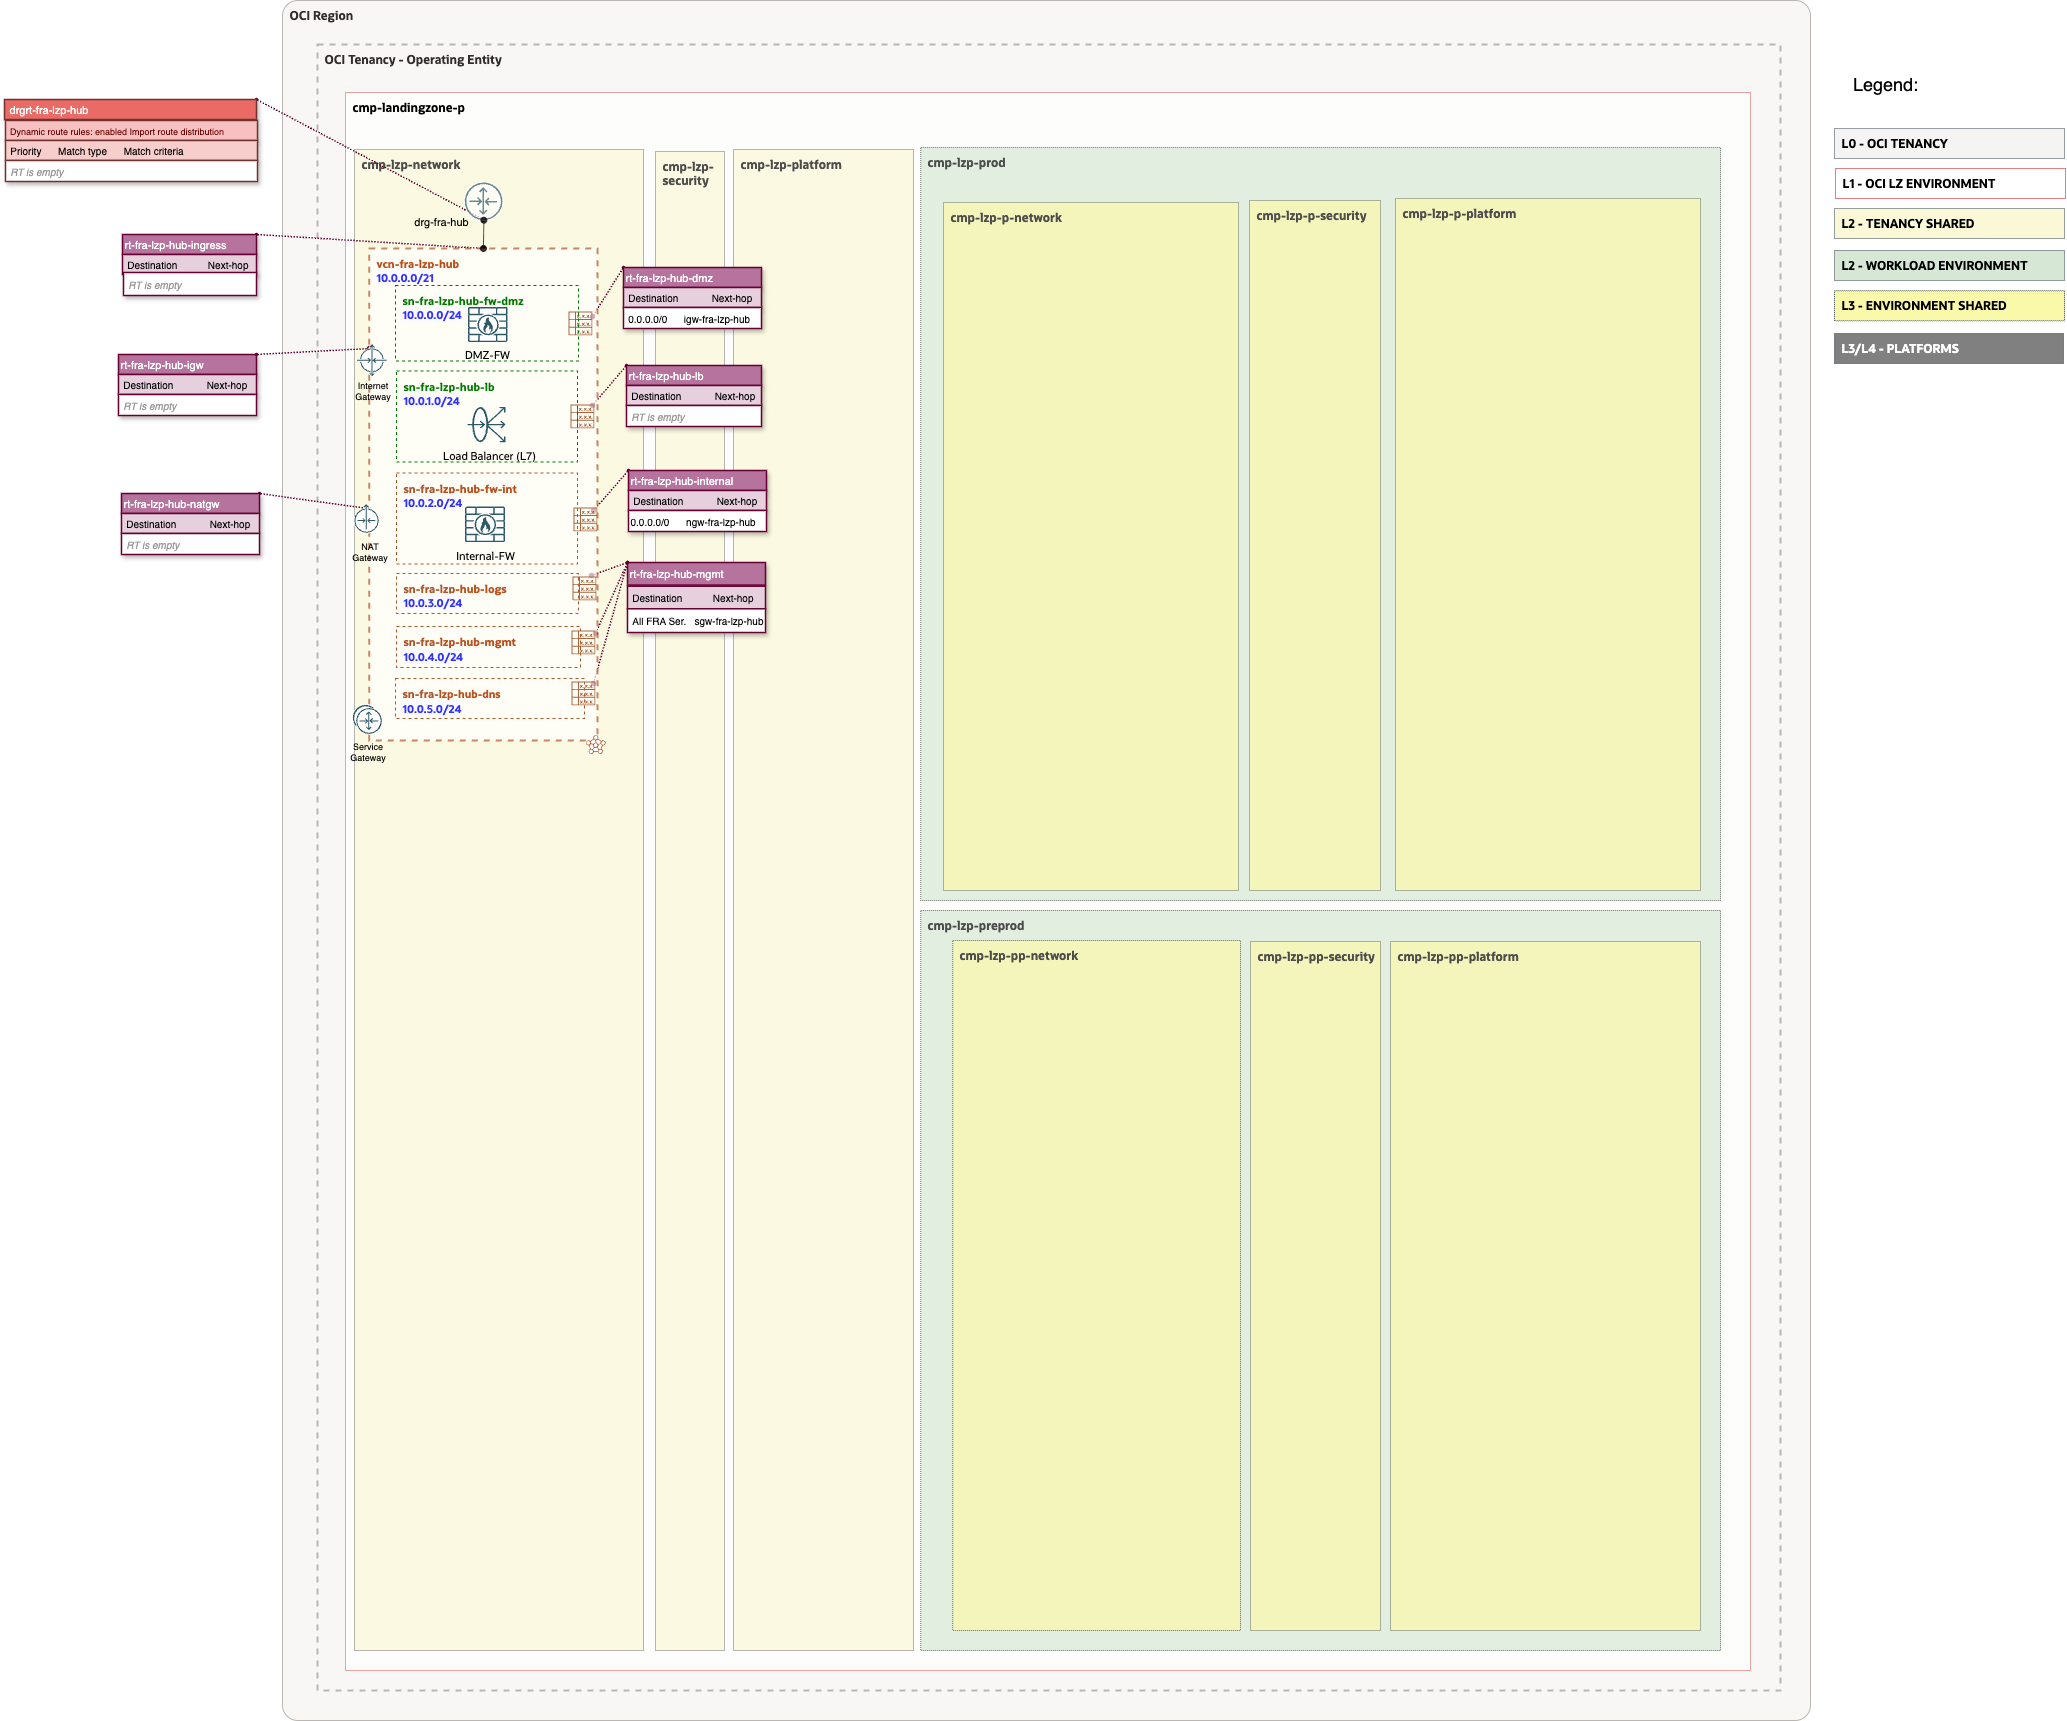 OCI Region
OCI Tenancy - Operating Entity
cmp-landingzone-p
drgrt-fra-lzp-hub
Dynamic route rules: enabled Import route distribution
Priority Match type Match criteria
RT is empty
rt-fra-lzp-hub-ingress
Destination Next-hop
RT is empty
rt-fra-lzp-hub-igw
Destination Next-hop
RT is empty
rt-fra-lzp-hub-natgw
Destination Next-hop
RT is empty
cmp-lzp-network
drg-fra-hub
vcn-fra-lzp-hub
10.0.0.0/21
sn-fra-lzp-hub-fw-dmz
10.0.0.0/24
DMZ-FW
Internet
Gateway
sn-fra-lzp-hub-lb
10.0.1.0/24
Load Balancer (L7)
sn-fra-lzp-hub-fw-int
10.0.2.0/24
Internal-FW
NAT
Gateway
sn-fra-lzp-hub-logs
10.0.3.0/24
sn-fra-lzp-hub-mgmt
10.0.4.0/24
sn-fra-lzp-hub-dns
10.0.5.0/24
Service
Gateway
rt-fra-lzp-hub-dmz
Destination Next-hop
0.0.0.0/0 igw-fra-lzp-hub
rt-fra-lzp-hub-lb
Destination Next-hop
RT is empty
rt-fra-lzp-hub-internal
Destination Next-hop
0.0.0.0/0 ngw-fra-lzp-hub
rt-fra-lzp-hub-mgmt
Destination Next-hop
All FRA Ser. sgw-fra-lzp-hub
cmp-lzp-
security
cmp-lzp-platform
cmp-lzp-prod
cmp-lzp-p-network
cmp-lzp-p-security
cmp-lzp-p-platform
cmp-lzp-preprod
cmp-lzp-pp-network
cmp-lzp-pp-security
cmp-lzp-pp-platform
Legend:
L0 - OCI TENANCY
L1 - OCI LZ ENVIRONMENT
L2 - TENANCY SHARED
L2 - WORKLOAD ENVIRONMENT
L3 - ENVIRONMENT SHARED
L3/L4 - PLATFORMS